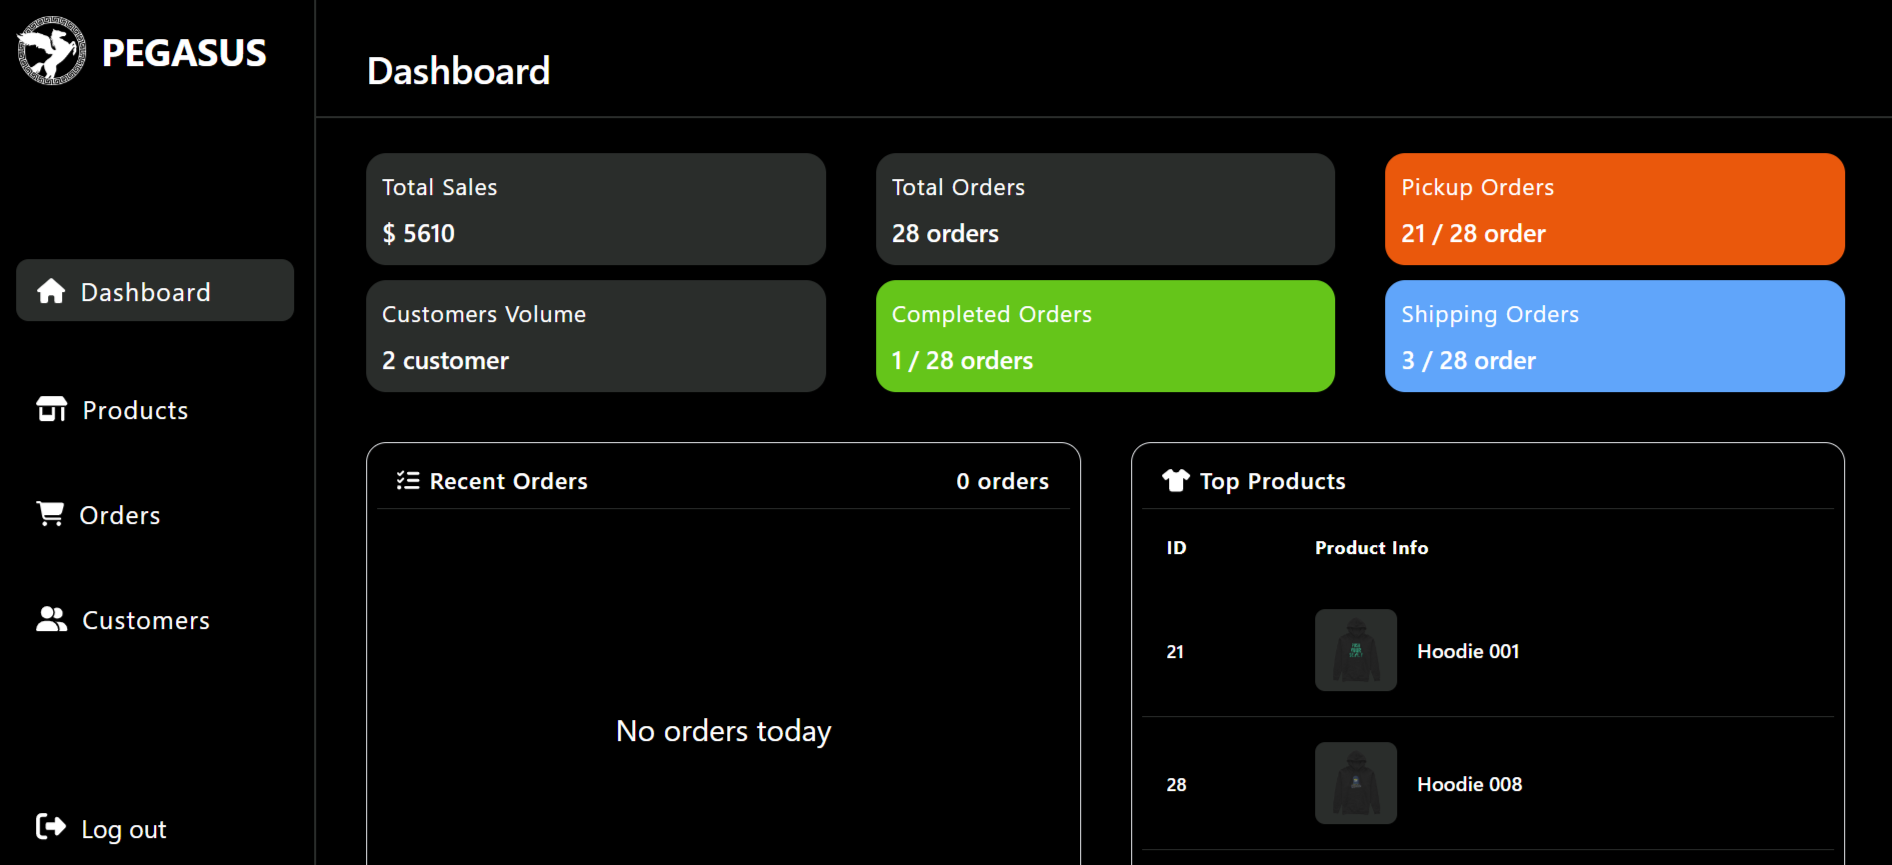 PEGASUS
Dashboard
Products
Orders
Customers
Log out
Dashboard
Total Sales
$ 5610
Total Orders
28 orders
Pickup Orders
21 / 28 order
Customers Volume
2 customer
Completed Orders
1 / 28 orders
Shipping Orders
3 / 28 order
Recent Orders
0 orders
No orders today
Top Products
ID
Product Info
21
Hoodie 001
28
Hoodie 008